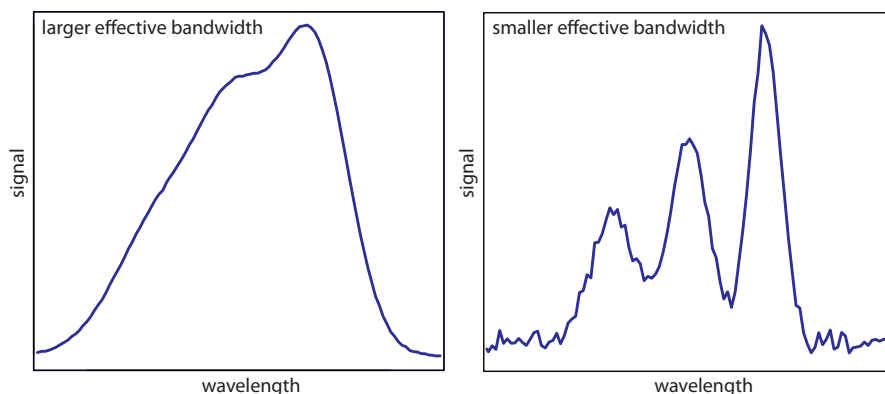 larger effective bandwidth
signal
wavelength
smaller effective bandwidth
signal
wavelength